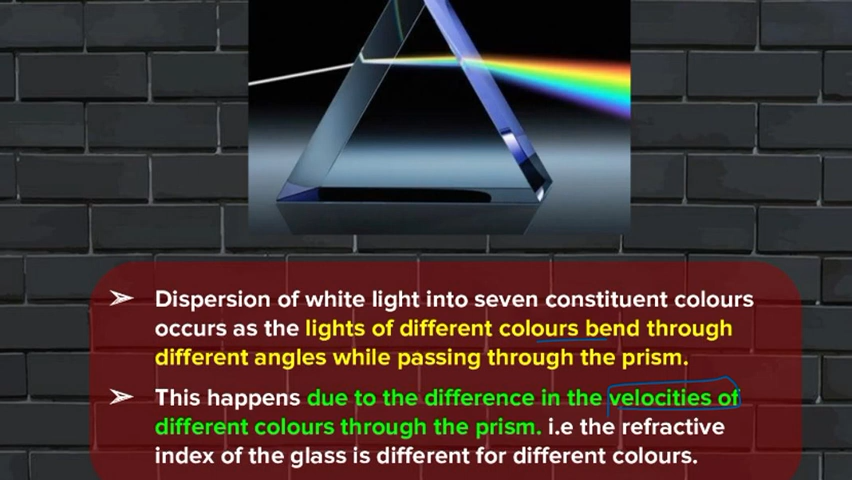 ➢ Dispersion of white light into seven constituent colours
occurs as the lights of different colours bend through
different angles while passing through the prism.
➢ This happens due to the difference in the velocities of
different colours through the prism. i.e the refractive
index of the glass is different for different colours.